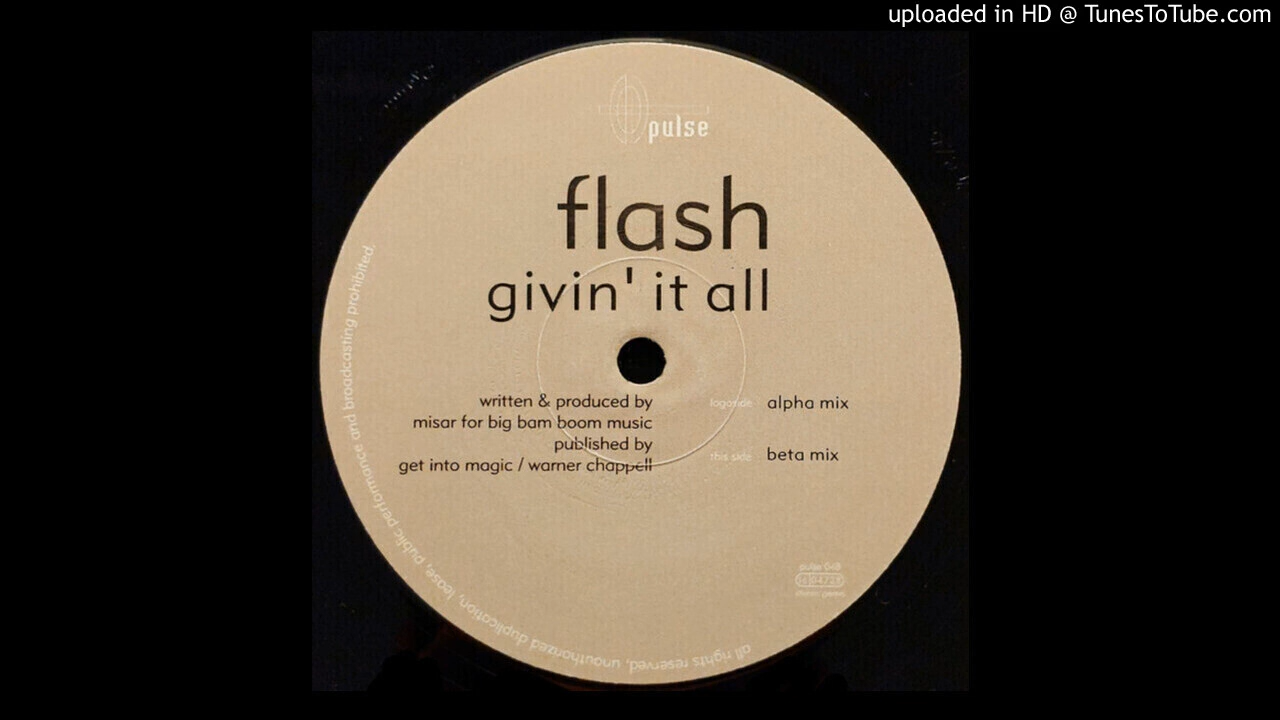 uploaded in HD @ TunesToTube.com
pulse
flash
givin' it all
written & produced by
misar for big bam boom music
published by
get into magic / warner chappell
logoside alpha mix
this side beta mix
pulse 048
all rights reserved, unauthorized duplication, lease, public performance and broadcasting prohibited.